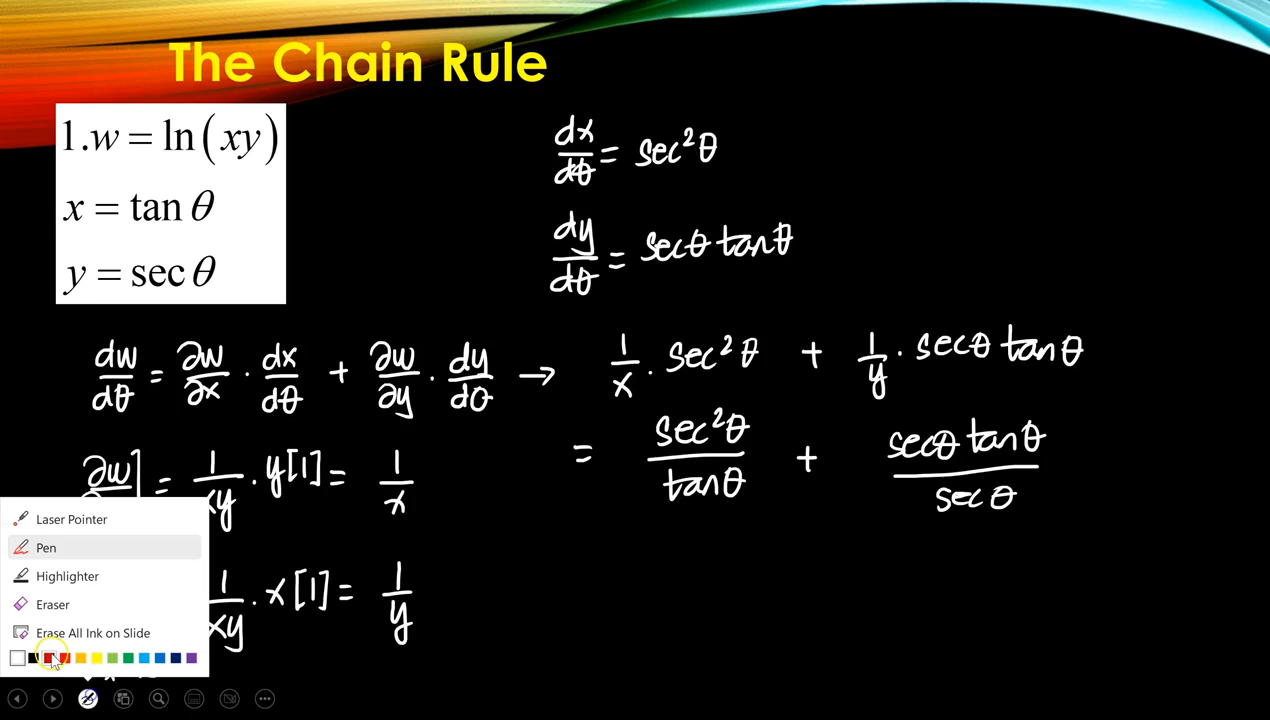 The Chain Rule
1. w = ln(xy)
x = tan θ
y = sec θ
dx/dθ = sec²θ
dy/dθ = secθ tanθ
dw/dθ = ∂w/∂x · dx/dθ + ∂w/∂y · dy/dθ → 1/x · sec²θ + 1/y · secθ tanθ
= sec²θ/tanθ + secθ tanθ/secθ
∂w] = 1/xy · y[1] = 1/x
1/xy · x[1] = 1/y
Laser Pointer
Pen
Highlighter
Eraser
Erase All Ink on Slide